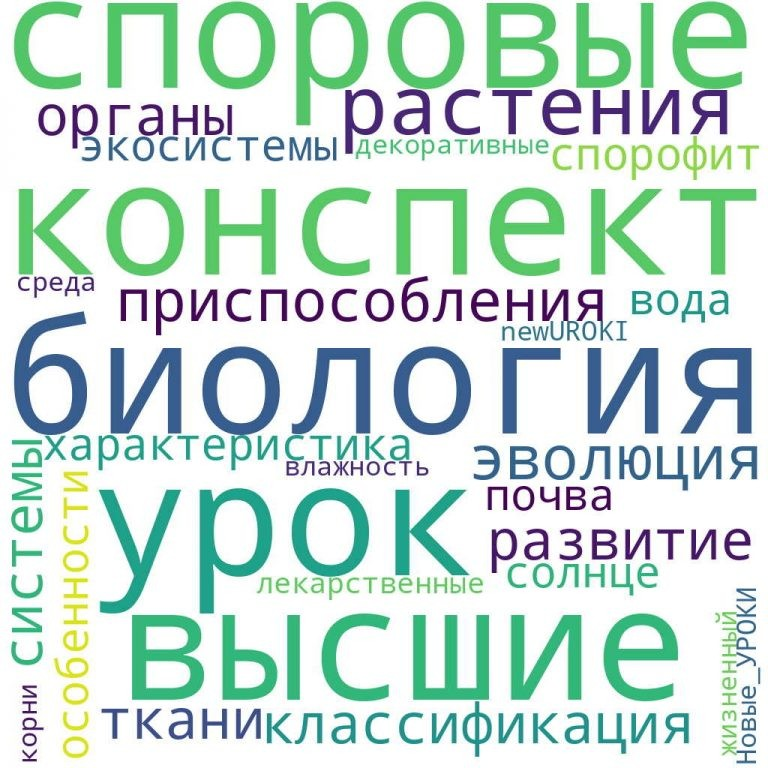 споровые
органы
растения
экосистемы
декоративные
спорофит
конспект
среда
приспособления
вода
newUROKI
биология
характеристика
эволюция
влажность
системы
особенности
урок
почва
развитие
солнце
лекарственные
высшие
жизненный
новые_УРОКИ
корни
ткани
классификация